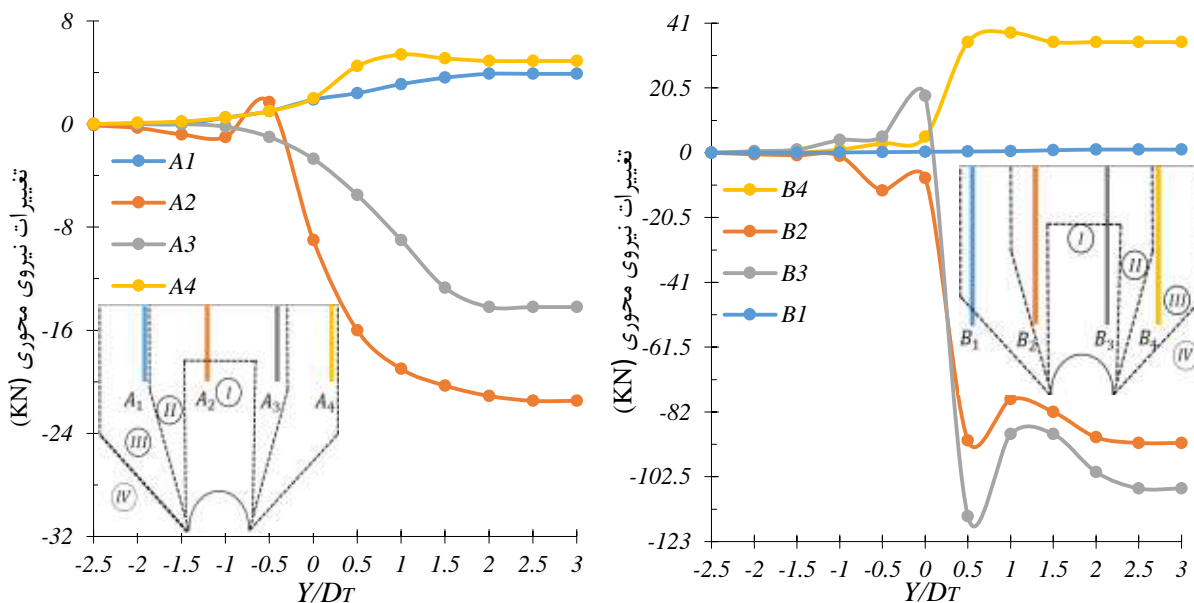 8
0
-8
-16
-24
-32
تغییرات نیروی محوری (KN)
A1
A2
A3
A4
A1 A2 A3 A4
I
II
III
IV
-2.5 -2 -1.5 -1 -0.5 0 0.5 1 1.5 2 2.5 3
Y/DT
41
20.5
0
-20.5
-41
-61.5
-82
-102.5
-123
تغییرات نیروی محوری (KN)
B4
B2
B3
B1
B1 B2 B3 B4
I
II
III
IV
-2.5 -2 -1.5 -1 -0.5 0 0.5 1 1.5 2 2.5 3
Y/DT